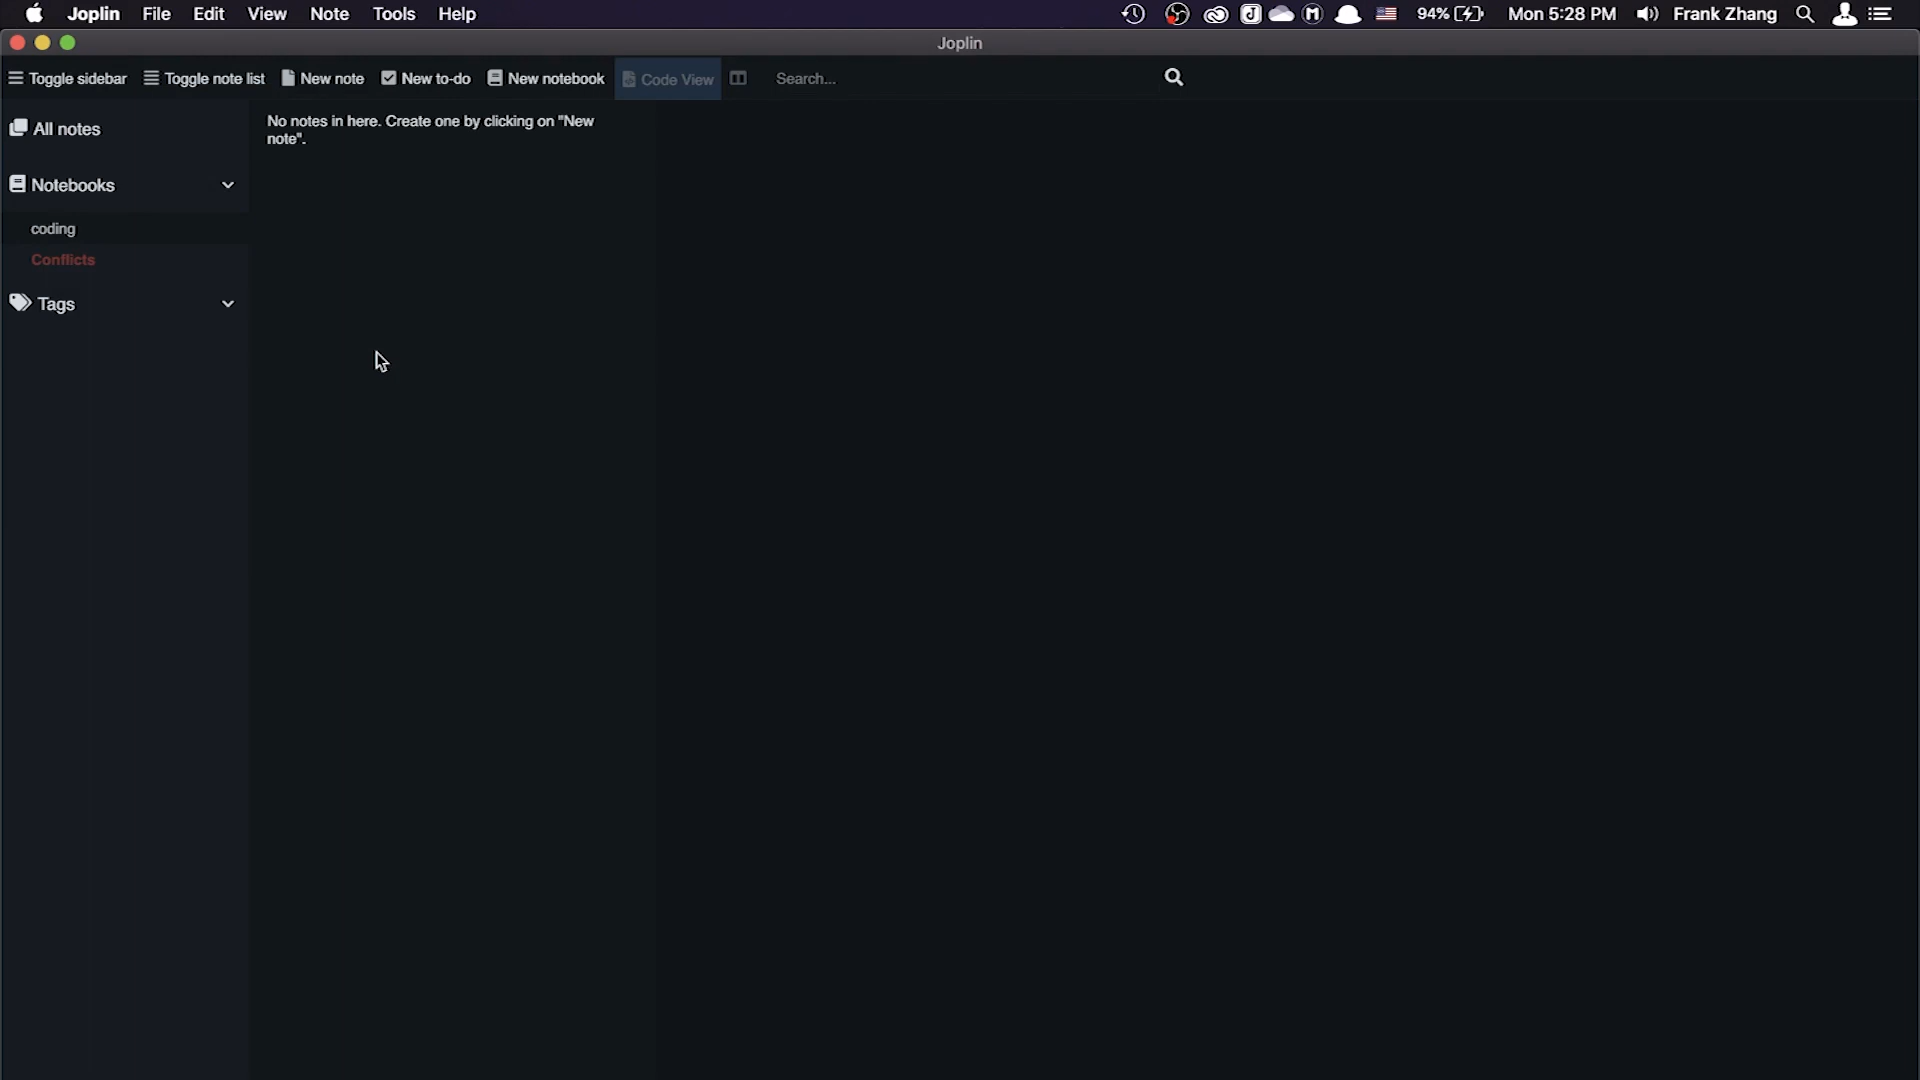 Joplin File Edit View Note Tools Help 94% Mon 5:28 PM Frank Zhang
Joplin
Toggle sidebar Toggle note list New note New to-do New notebook Code View Search...
All notes
Notebooks
coding
Conflicts
Tags
No notes in here. Create one by clicking on "New
note".